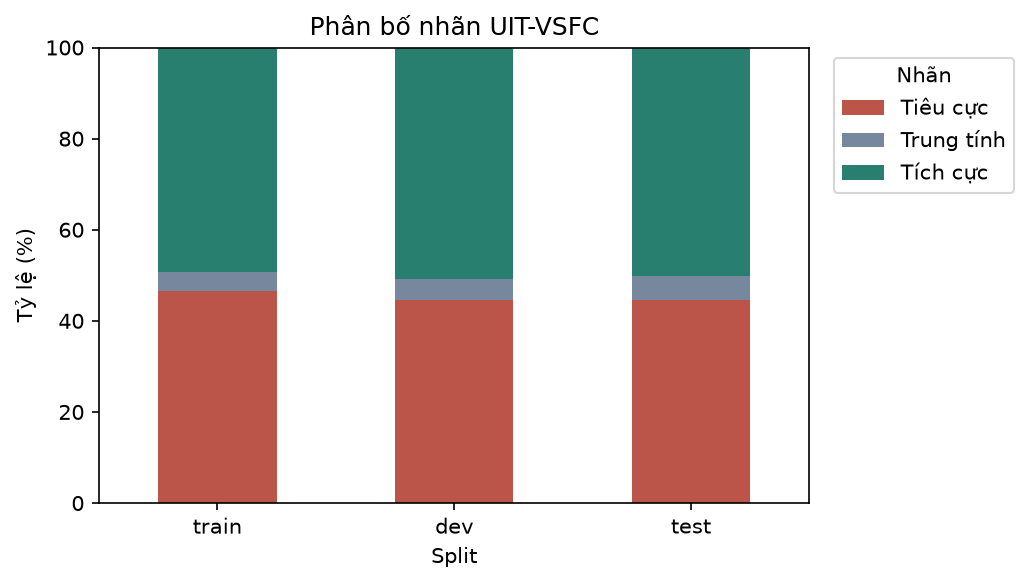 Phân bố nhãn UIT-VSFC
100
80
60
40
20
0
Tỷ lệ (%)
train
dev
test
Split
Nhãn
Tiêu cực
Trung tính
Tích cực